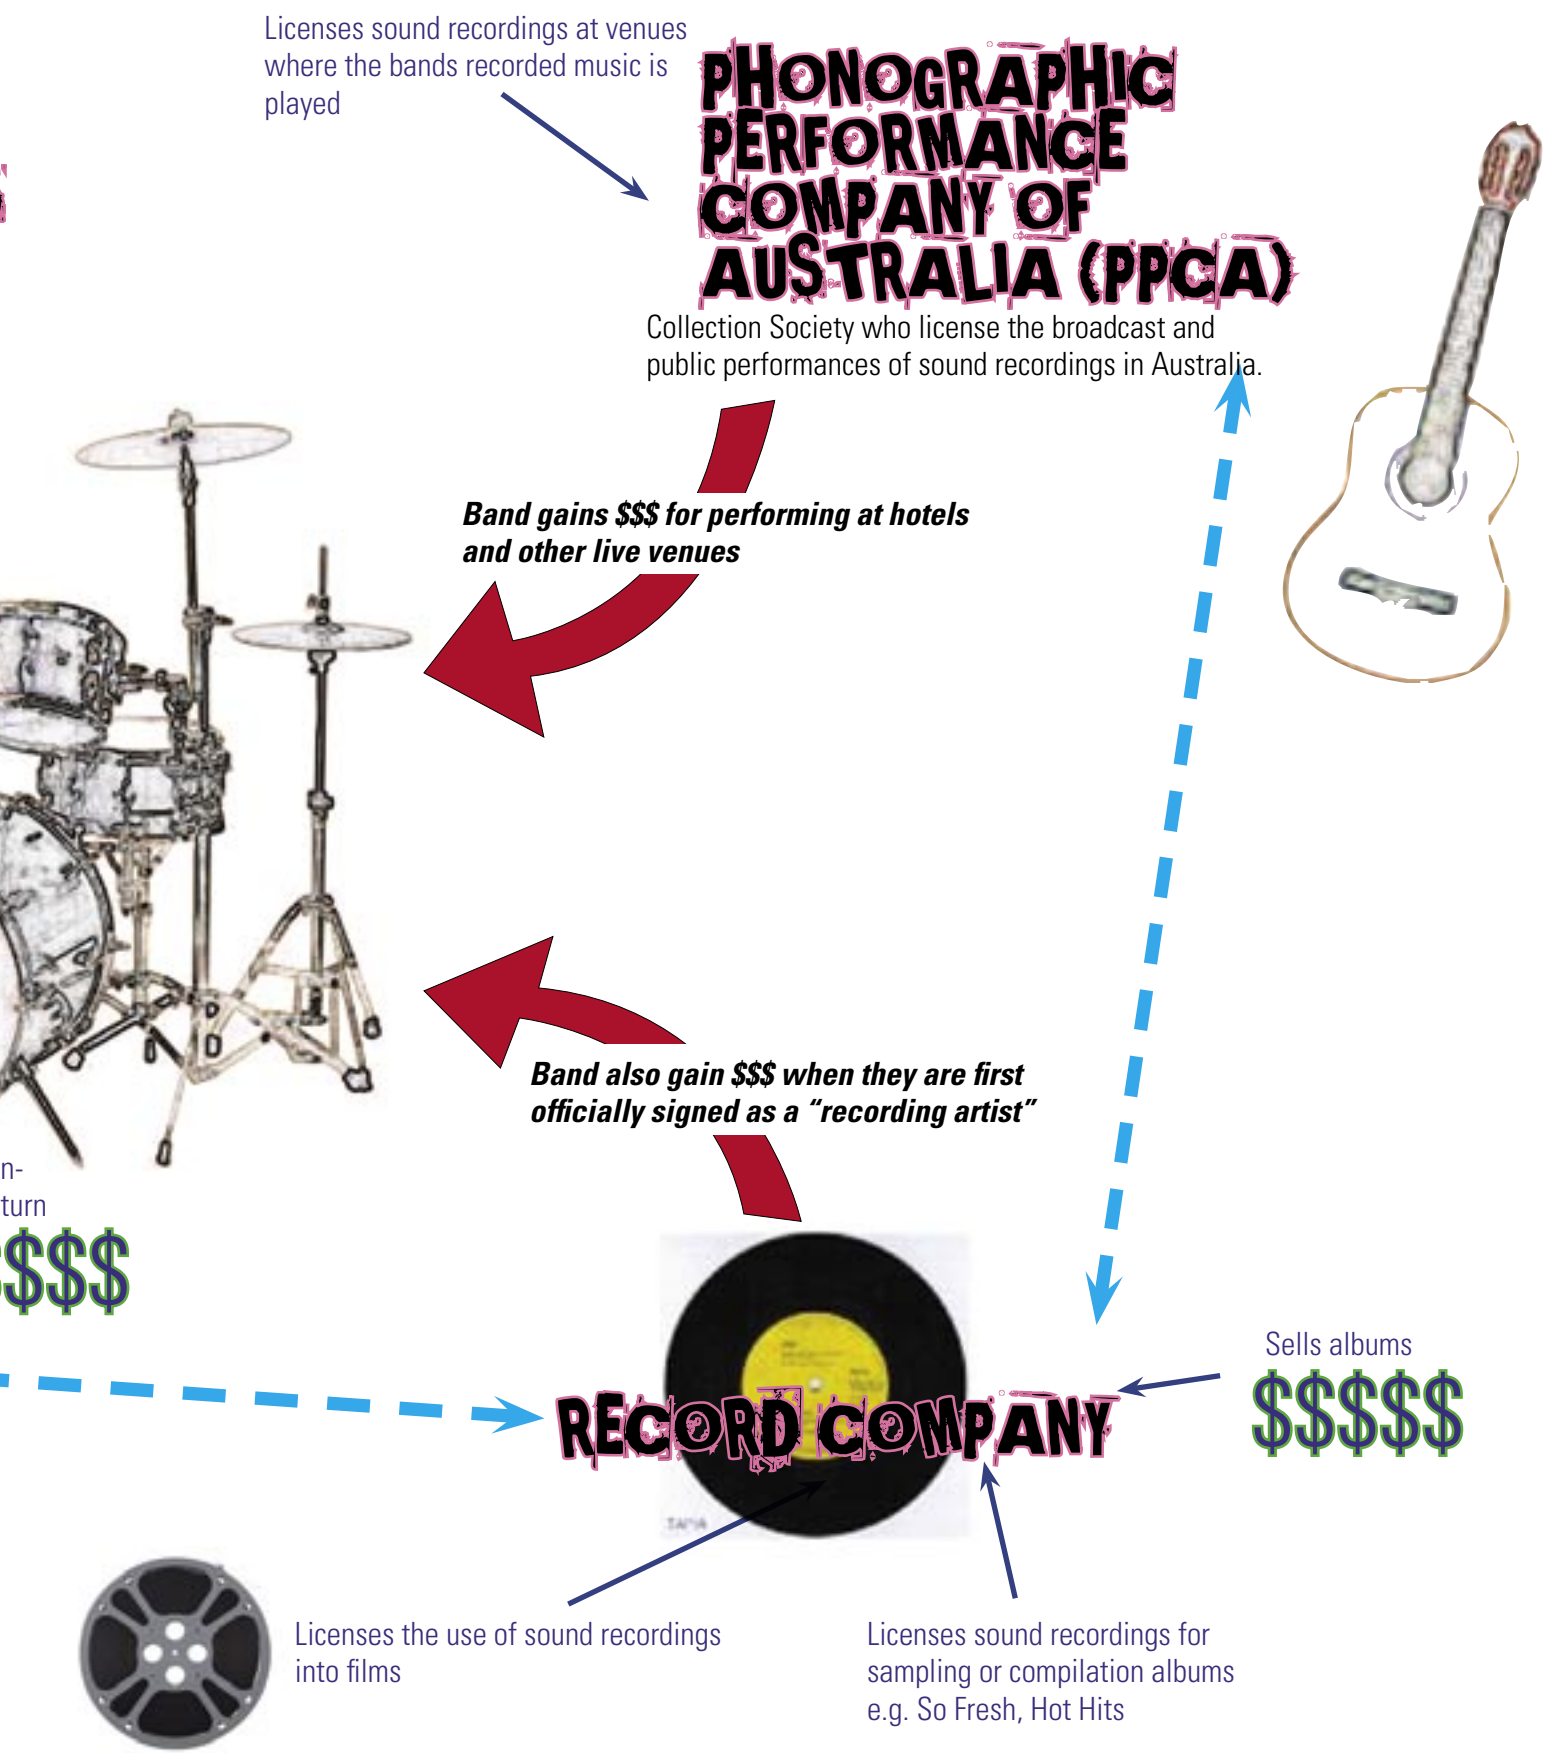 Licenses sound recordings at venues
where the bands recorded music is
played
PHONOGRAPHIC
PERFORMANCE
COMPANY OF
AUSTRALIA (PPCA)
Collection Society who license the broadcast and
public performances of sound recordings in Australia.
Band gains $$$ for performing at hotels
and other live venues
Band also gain $$$ when they are first
officially signed as a “recording artist”
n-
turn
$$$
Sells albums
$$$$$
RECORD COMPANY
Licenses the use of sound recordings
into films
Licenses sound recordings for
sampling or compilation albums
e.g. So Fresh, Hot Hits